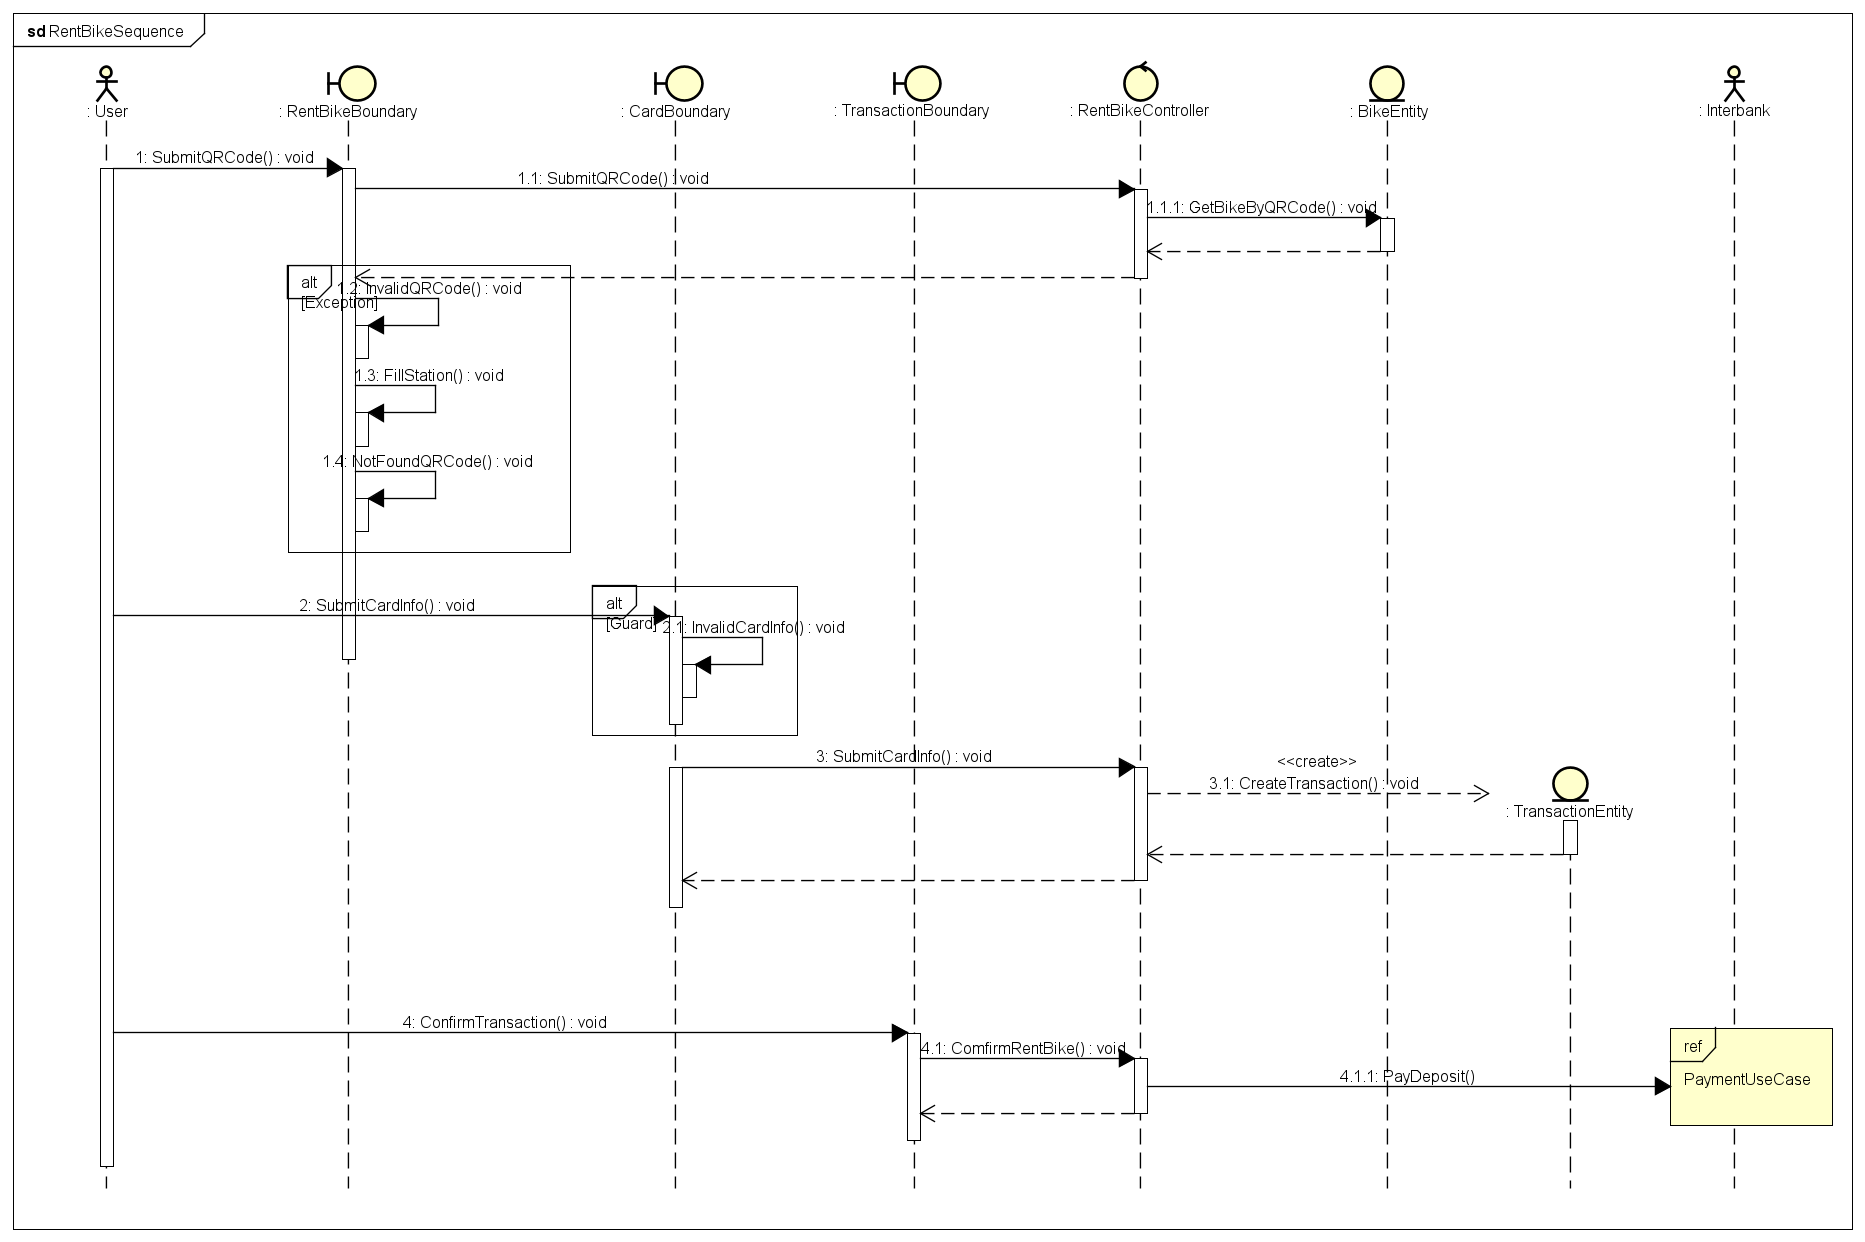 sd RentBikeSequence
: User
: RentBikeBoundary
: CardBoundary
: TransactionBoundary
: RentBikeController
: BikeEntity
: Interbank
1: SubmitQRCode() : void
1.1: SubmitQRCode() : void
1.1.1: GetBikeByQRCode() : void
alt
1.2: InvalidQRCode() : void
[Exception]
1.3: FillStation() : void
1.4: NotFoundQRCode() : void
2: SubmitCardInfo() : void
alt
[Guard]
2.1: InvalidCardInfo() : void
3: SubmitCardInfo() : void
<<create>>
3.1: CreateTransaction() : void
: TransactionEntity
4: ConfirmTransaction() : void
4.1: ComfirmRentBike() : void
ref
4.1.1: PayDeposit()
PaymentUseCase